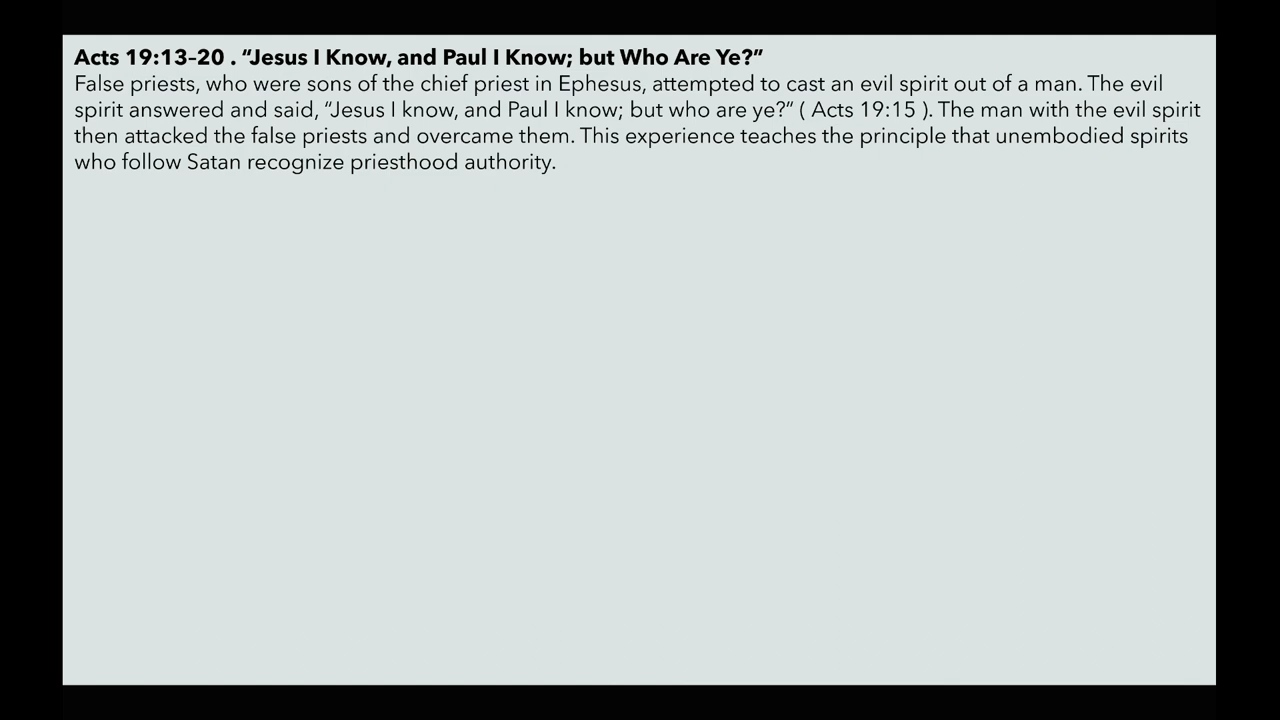 Acts 19:13–20 . “Jesus I Know, and Paul I Know; but Who Are Ye?”
False priests, who were sons of the chief priest in Ephesus, attempted to cast an evil spirit out of a man. The evil
spirit answered and said, “Jesus I know, and Paul I know; but who are ye?” ( Acts 19:15 ). The man with the evil spirit
then attacked the false priests and overcame them. This experience teaches the principle that unembodied spirits
who follow Satan recognize priesthood authority.